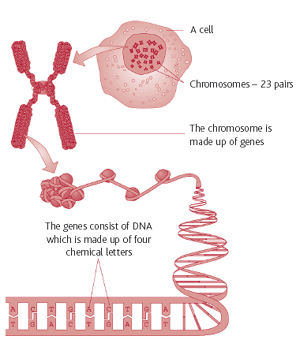 A cell
Chromosomes – 23 pairs
The chromosome is
made up of genes
The genes consist of DNA
which is made up of four
chemical letters
A C T G A C T G A
T G A C T G A C T